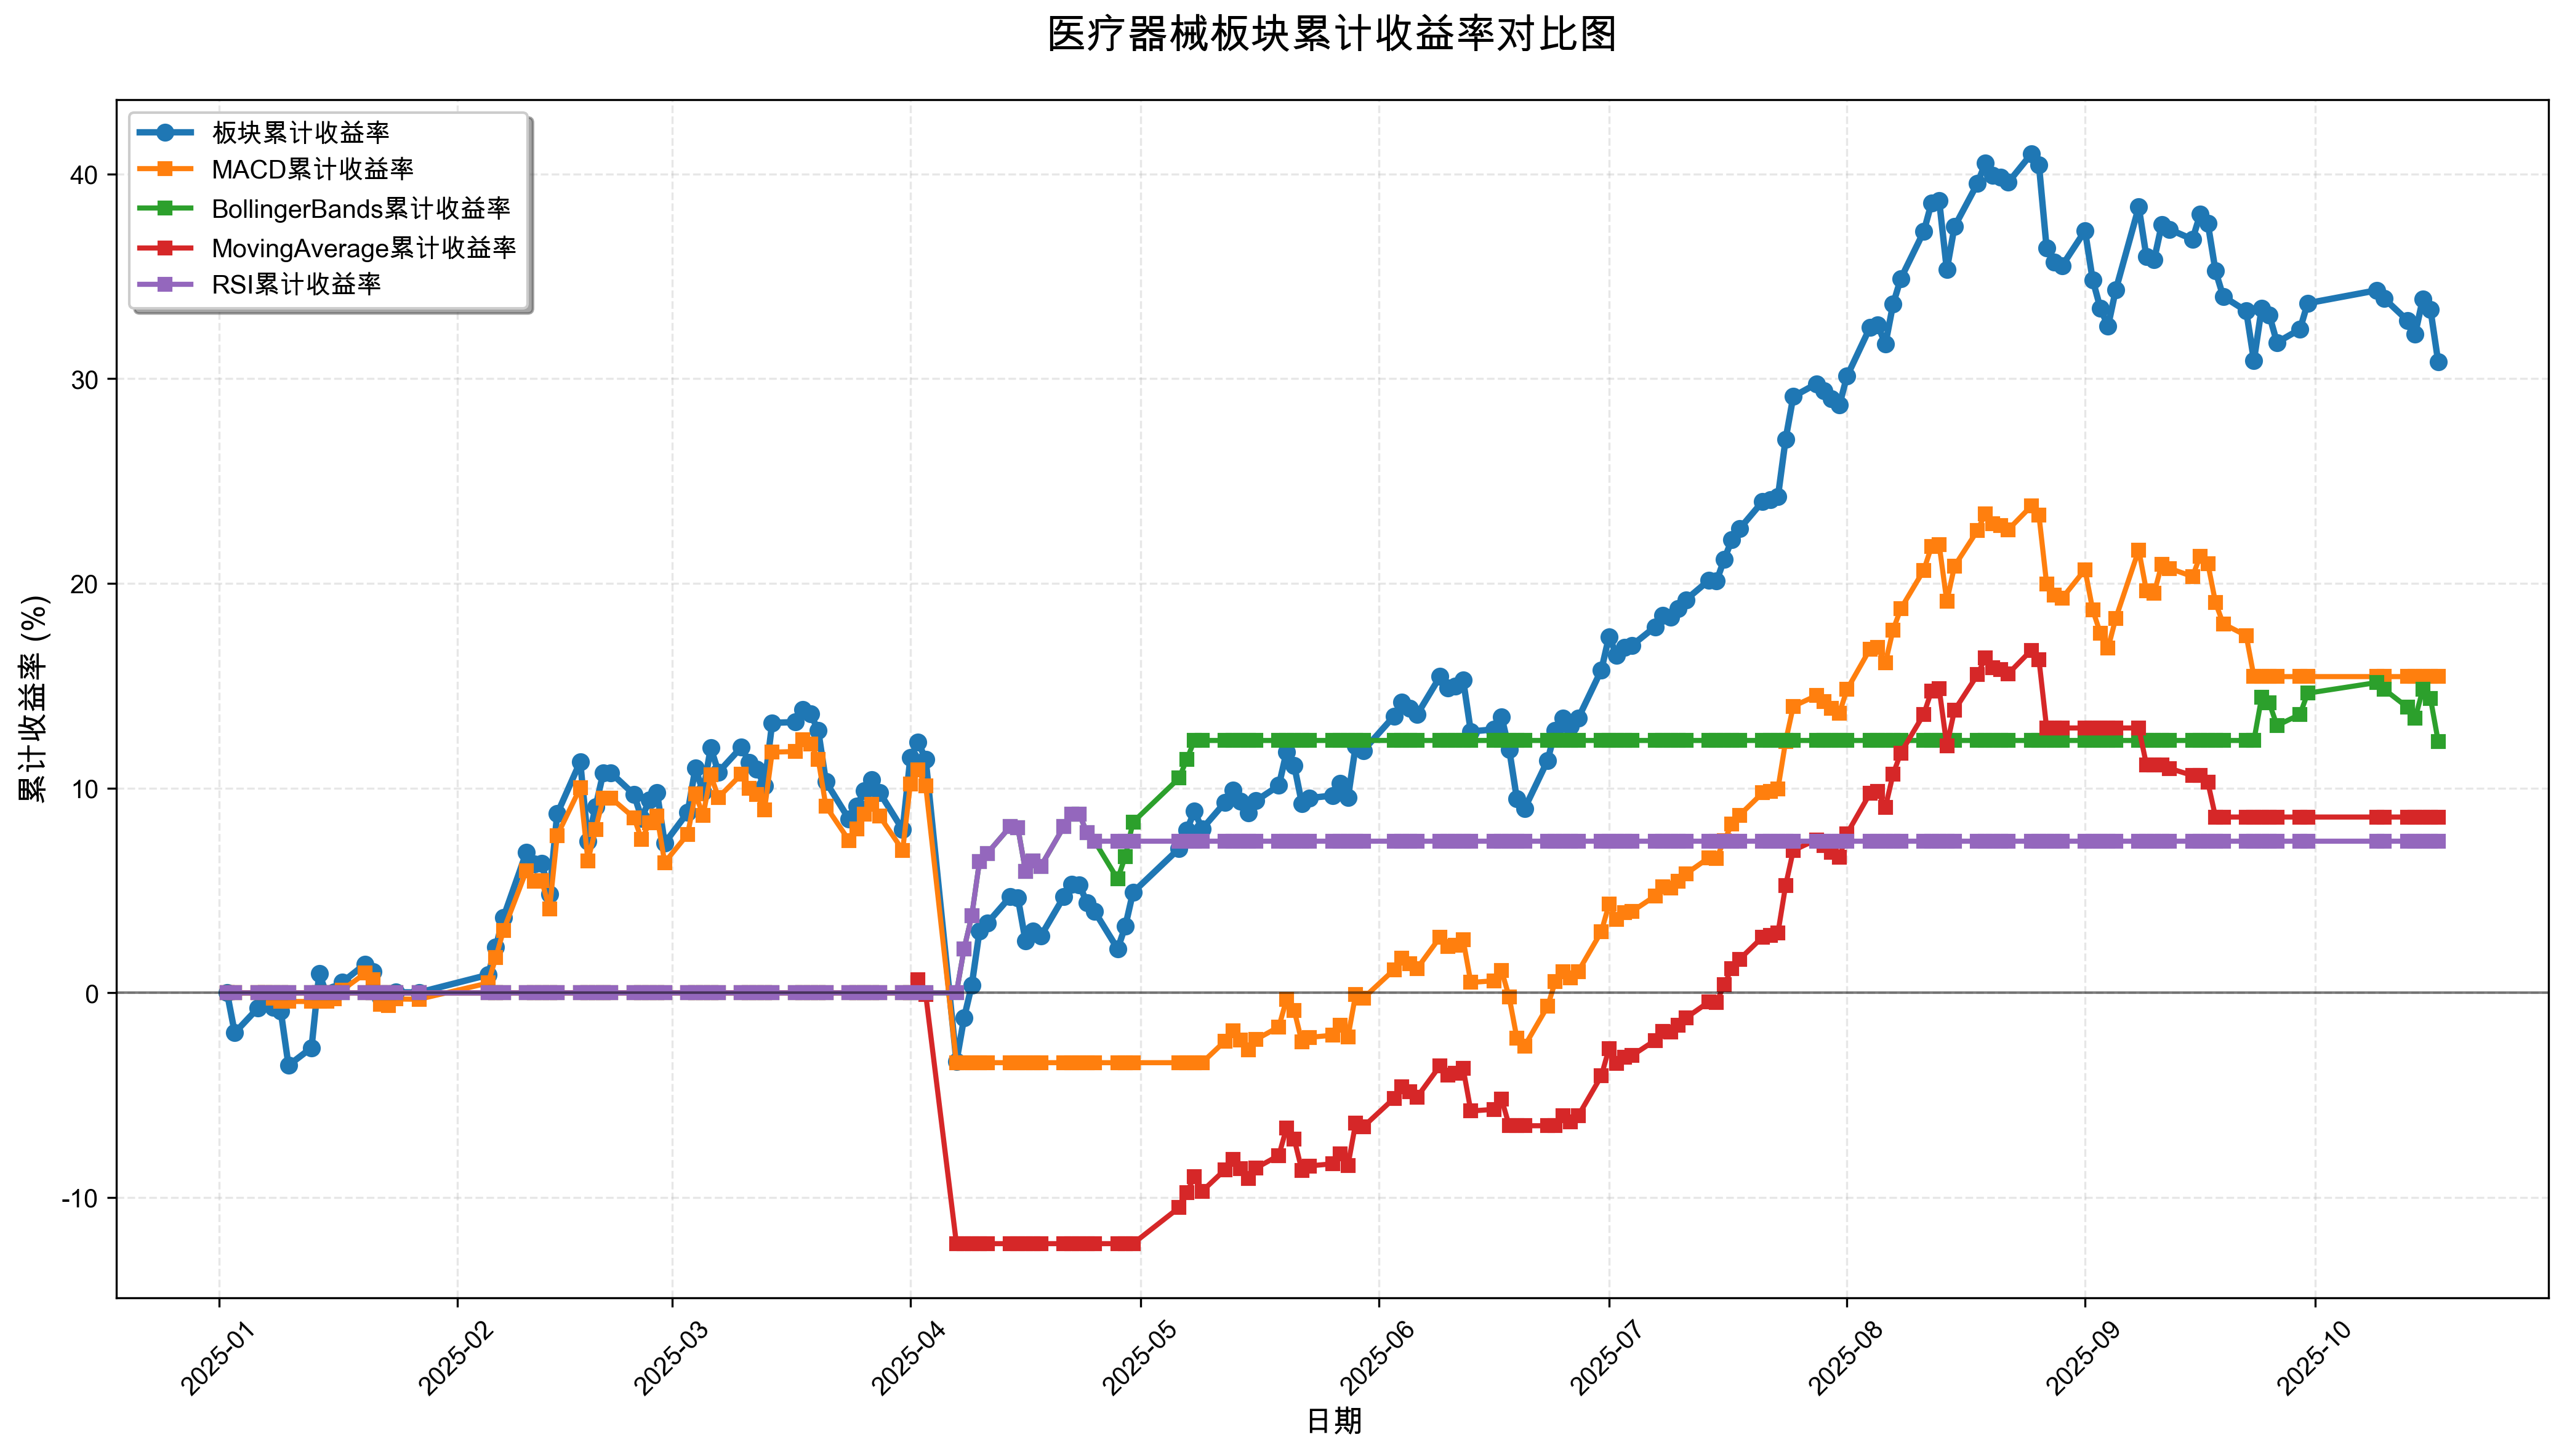 医疗器械板块累计收益率对比图
板块累计收益率
MACD累计收益率
BollingerBands累计收益率
MovingAverage累计收益率
RSI累计收益率
累计收益率 (%)
40
30
20
10
0
-10
2025-01
2025-02
2025-03
2025-04
2025-05
2025-06
2025-07
2025-08
2025-09
2025-10
日期